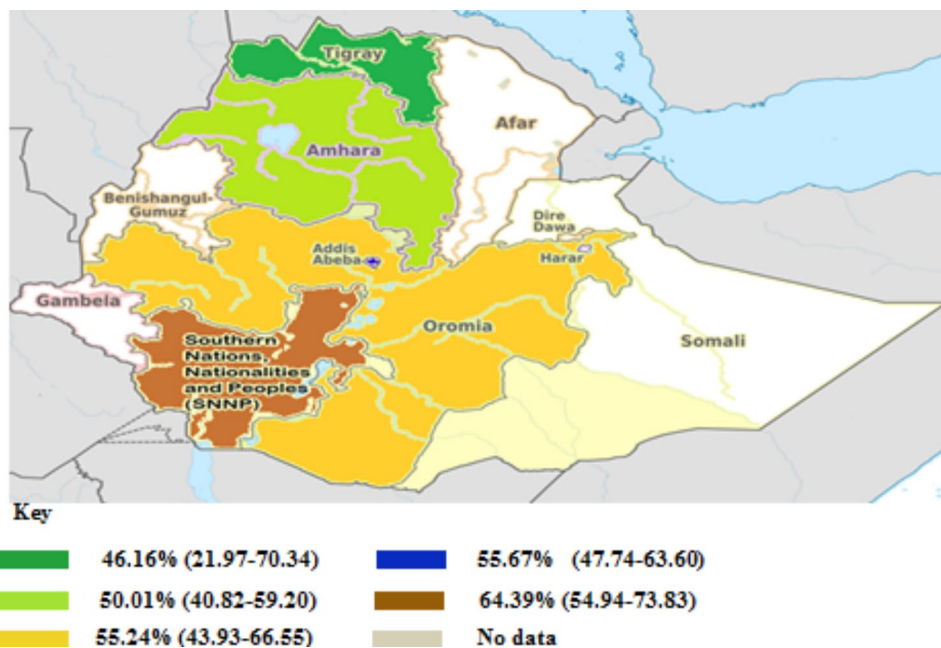 Tigray
Afar
Amhara
Benishangul-
Gumuz
Dire
Dawa
Addis
Abeba
Harar
Gambela
Oromia
Somali
Southern
Nations,
Nationalities
and Peoples
(SNNP)
Key
46.16% (21.97-70.34)
55.67% (47.74-63.60)
50.01% (40.82-59.20)
64.39% (54.94-73.83)
55.24% (43.93-66.55)
No data